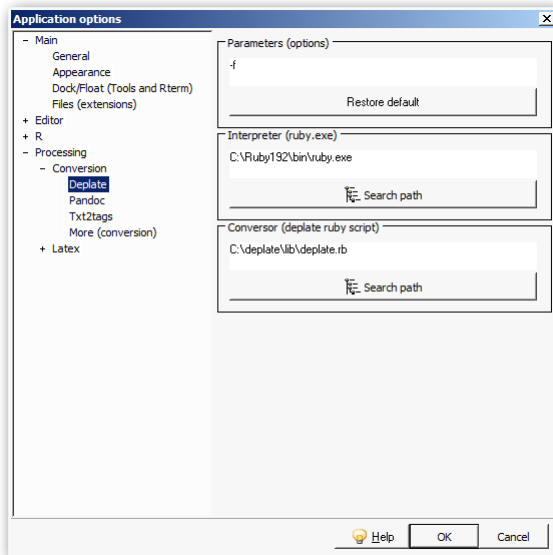 Application options
− Main
General
Appearance
Dock/Float (Tools and Rterm)
Files (extensions)
+ Editor
+ R
− Processing
− Conversion
Deplate
Pandoc
Txt2tags
More (conversion)
+ Latex
Parameters (options)
-f
Restore default
Interpreter (ruby.exe)
C:\Ruby192\bin\ruby.exe
Search path
Conversor (deplate ruby script)
C:\deplate\lib\deplate.rb
Search path
Help
OK
Cancel